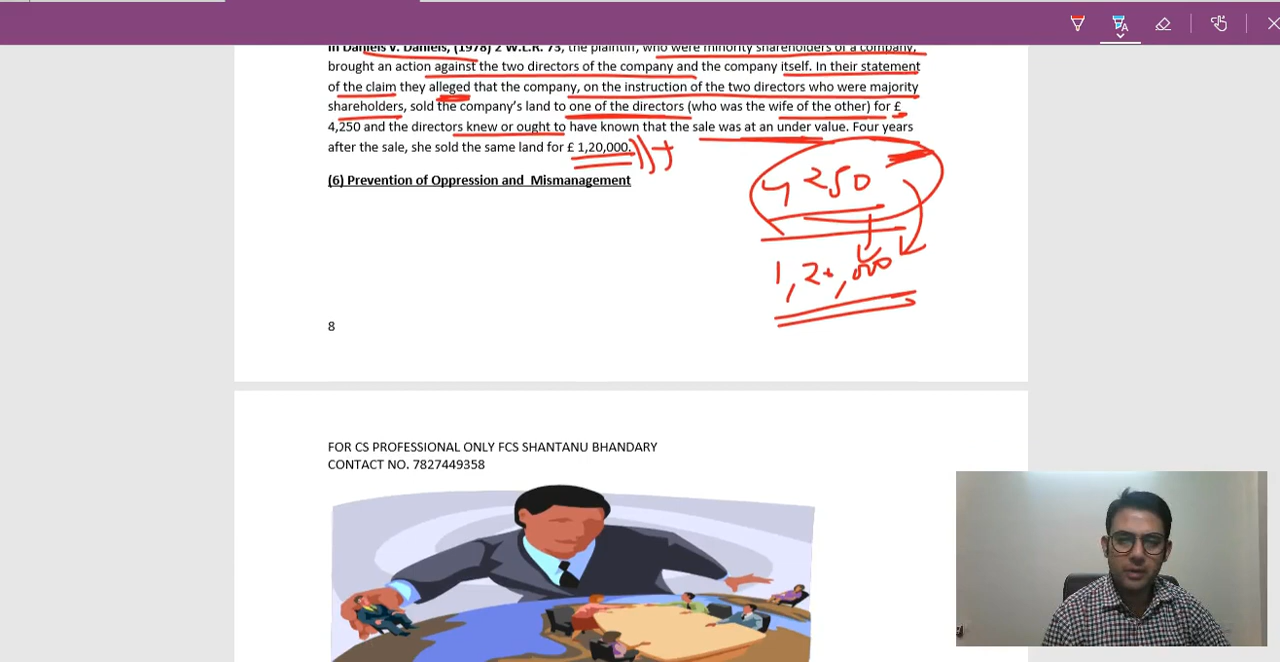 In Daniels v. Daniels, (1978) 2 W.L.R. 73, the plaintiff, who were minority shareholders of a company,
brought an action against the two directors of the company and the company itself. In their statement
of the claim they alleged that the company, on the instruction of the two directors who were majority
shareholders, sold the company's land to one of the directors (who was the wife of the other) for £
4,250 and the directors knew or ought to have known that the sale was at an under value. Four years
after the sale, she sold the same land for £ 1,20,000.
4250
(6) Prevention of Oppression and Mismanagement
1,20,000
8
FOR CS PROFESSIONAL ONLY FCS SHANTANU BHANDARY
CONTACT NO. 7827449358